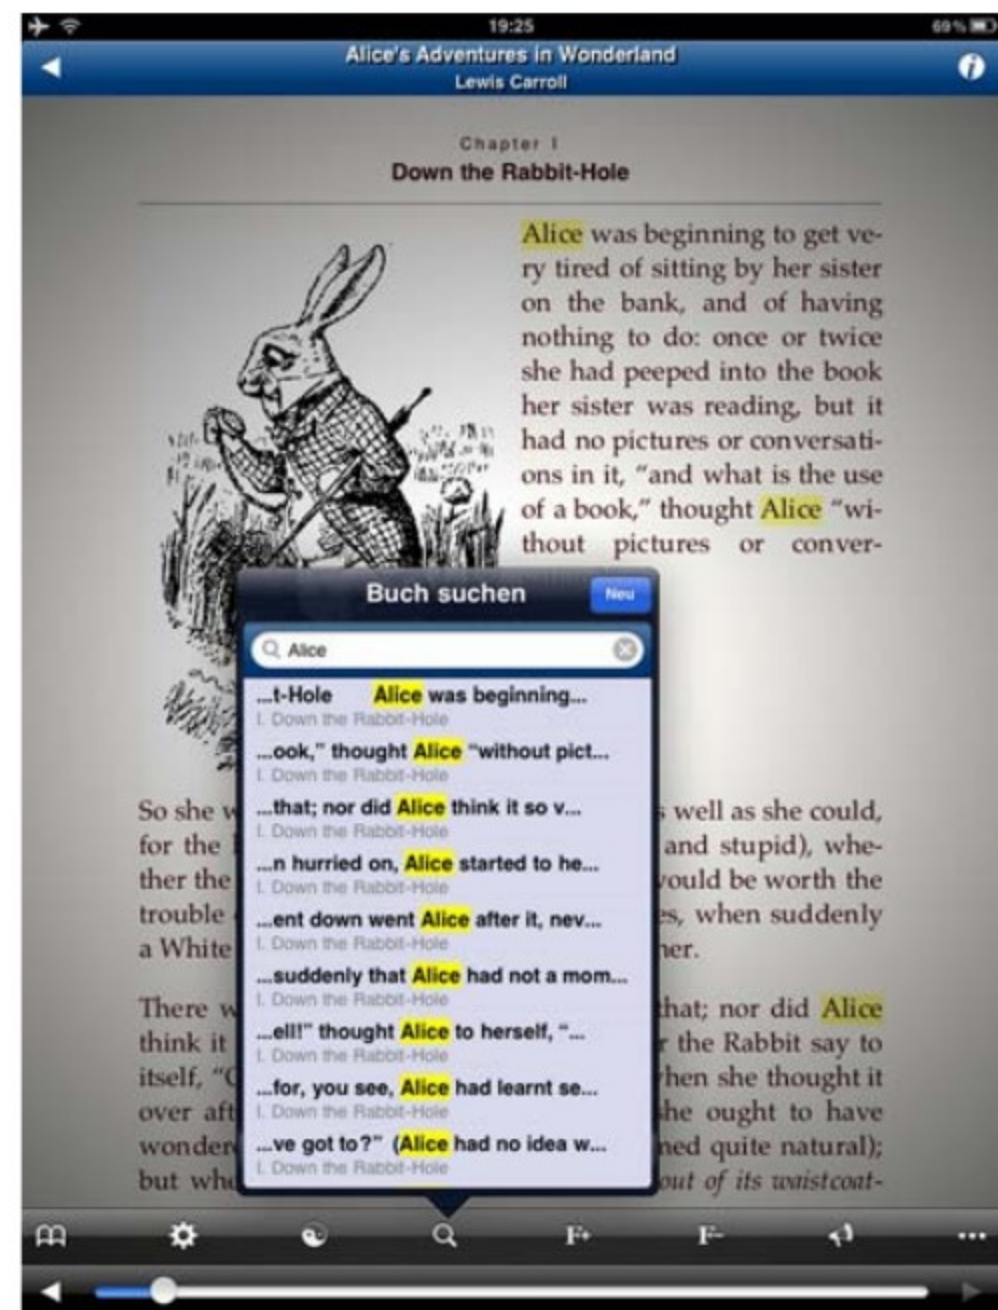 19:25
69%
Alice's Adventures in Wonderland
Lewis Carroll
Chapter I
Down the Rabbit-Hole
Alice was beginning to get ve-
ry tired of sitting by her sister
on the bank, and of having
nothing to do: once or twice
she had peeped into the book
her sister was reading, but it
had no pictures or conversati-
ons in it, “and what is the use
of a book,” thought Alice “wi-
thout pictures or conver-
So she
s well as she could,
for the
and stupid), whe-
ther the
would be worth the
trouble
es, when suddenly
a White
her.
There
that; nor did Alice
think it
r the Rabbit say to
itself, “
when she thought it
over aft
she ought to have
wonder
med quite natural);
but whe
out of its waistcoat-
Buch suchen
Neu
Alice
...t-Hole Alice was beginning...
I. Down the Rabbit-Hole
...ook,” thought Alice “without pict...
I. Down the Rabbit-Hole
...that; nor did Alice think it so v...
I. Down the Rabbit-Hole
...n hurried on, Alice started to he...
I. Down the Rabbit-Hole
...ent down went Alice after it, nev...
I. Down the Rabbit-Hole
...suddenly that Alice had not a mom...
I. Down the Rabbit-Hole
...ell!” thought Alice to herself, “...
I. Down the Rabbit-Hole
...for, you see, Alice had learnt se...
I. Down the Rabbit-Hole
...ve got to?” (Alice had no idea w...
I. Down the Rabbit-Hole
F+
F-